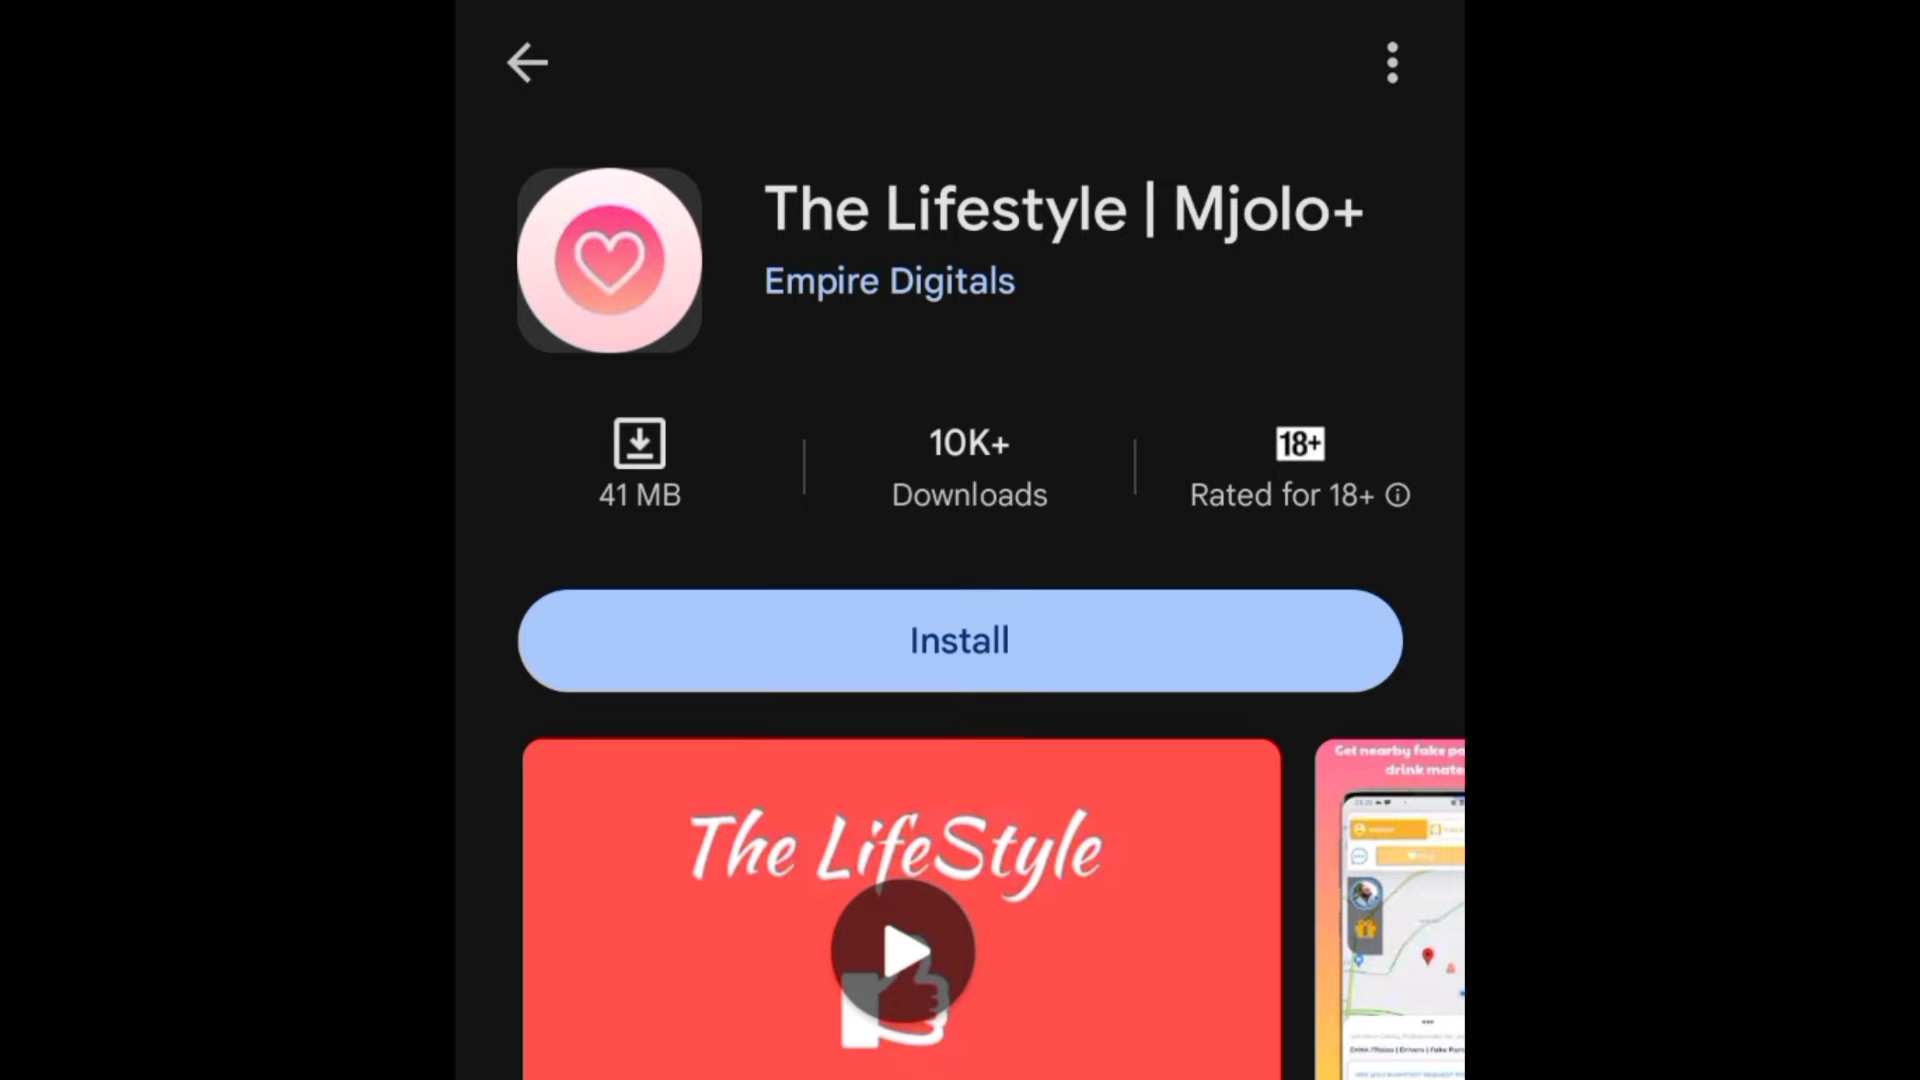 The Lifestyle | Mjolo+
Empire Digitals
41 MB
10K+
Downloads
18+
Rated for 18+
Install
The LifeStyle
Get nearby fake
drink mate